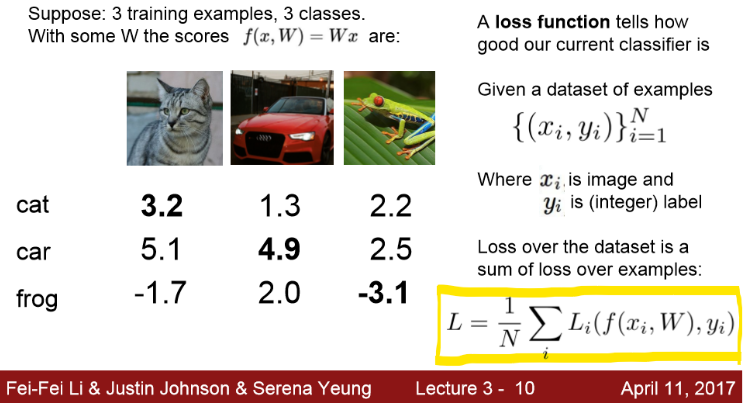 Suppose: 3 training examples, 3 classes.
With some W the scores f(x, W) = Wx are:
cat 3.2 1.3 2.2
car 5.1 4.9 2.5
frog -1.7 2.0 -3.1
A loss function tells how
good our current classifier is
Given a dataset of examples
{(x_i, y_i)}_{i=1}^N
Where x_i is image and
y_i is (integer) label
Loss over the dataset is a
sum of loss over examples:
L = \frac{1}{N} \sum_i L_i(f(x_i, W), y_i)
Fei-Fei Li & Justin Johnson & Serena Yeung Lecture 3 - 10 April 11, 2017